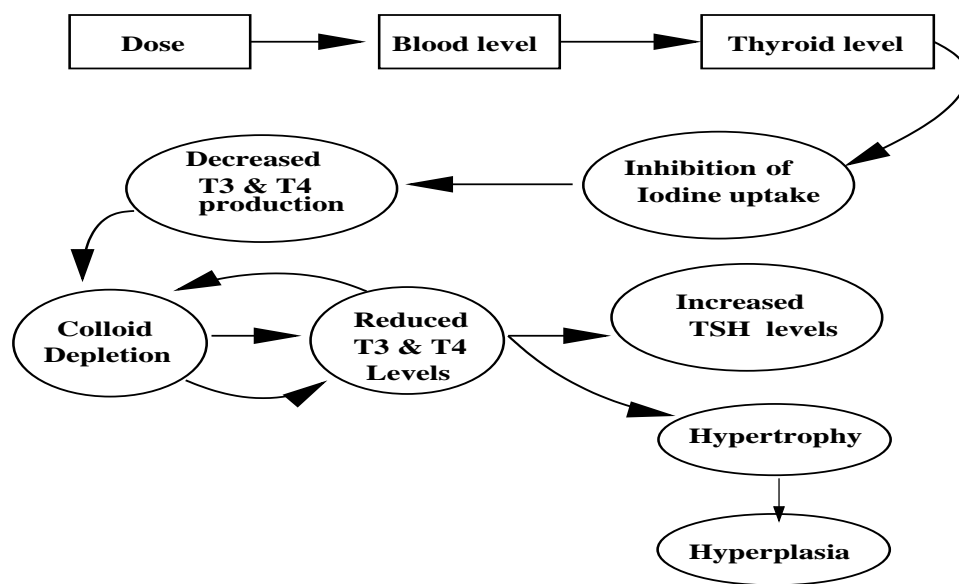 Dose
Blood level
Thyroid level
Decreased
T3 & T4
production
Inhibition of
Iodine uptake
Colloid
Depletion
Reduced
T3 & T4
Levels
Increased
TSH levels
Hypertrophy
Hyperplasia